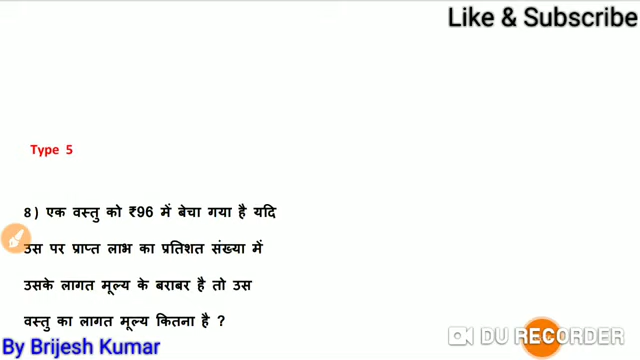 Like & Subscribe
Type 5
8) एक वस्तु को ₹96 में बेचा गया है यदि
उस पर प्राप्त लाभ का प्रतिशत संख्या में
उसके लागत मूल्य के बराबर है तो उस
वस्तु का लागत मूल्य कितना है ?
By Brijesh Kumar
DU RECORDER